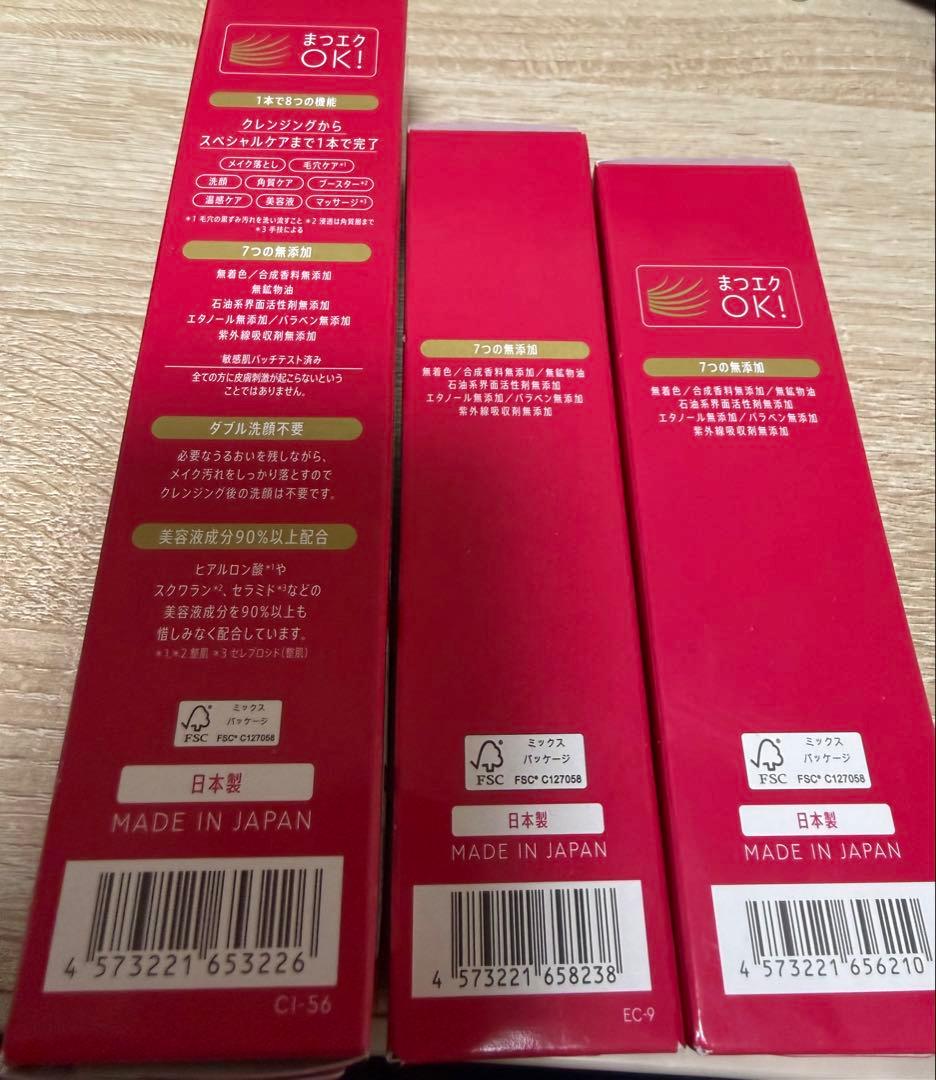 まつエク
OK!
1本で8つの機能
クレンジングから
スペシャルケアまで1本で完了
メイク落とし 毛穴ケア*1
洗顔 角質ケア ブースター*2
温感ケア 美容液 マッサージ*3
*1 毛穴の黒ずみ汚れを洗い流すこと *2 浸透は角質層まで
*3 手技による
7つの無添加
無着色/合成香料無添加
無鉱物油
石油系界面活性剤無添加
エタノール無添加/パラベン無添加
紫外線吸収剤無添加
敏感肌パッチテスト済み
全ての方に皮膚刺激が起こらないという
ことではありません。
ダブル洗顔不要
必要なうるおいを残しながら、
メイク汚れをしっかり落とすので
クレンジング後の洗顔は不要です。
美容液成分90%以上配合
ヒアルロン酸*1や
スクワラン*2、セラミド*3などの
美容液成分を90%以上も
惜しみなく配合しています。
*1,*2 整肌 *3 セレブロシド(整肌)
FSC
ミックス
パッケージ
FSC® C127058
日本製
MADE IN JAPAN
4 573221 653226
CI-56
7つの無添加
無着色/合成香料無添加/無鉱物油
石油系界面活性剤無添加
エタノール無添加/パラベン無添加
紫外線吸収剤無添加
FSC
ミックス
パッケージ
FSC® C127058
日本製
MADE IN JAPAN
4 573221 658238
EC-9
まつエク
OK!
7つの無添加
無着色/合成香料無添加/無鉱物油
石油系界面活性剤無添加
エタノール無添加/パラベン無添加
紫外線吸収剤無添加
FSC
ミックス
パッケージ
FSC® C127058
日本製
MADE IN JAPAN
4 573221 656210